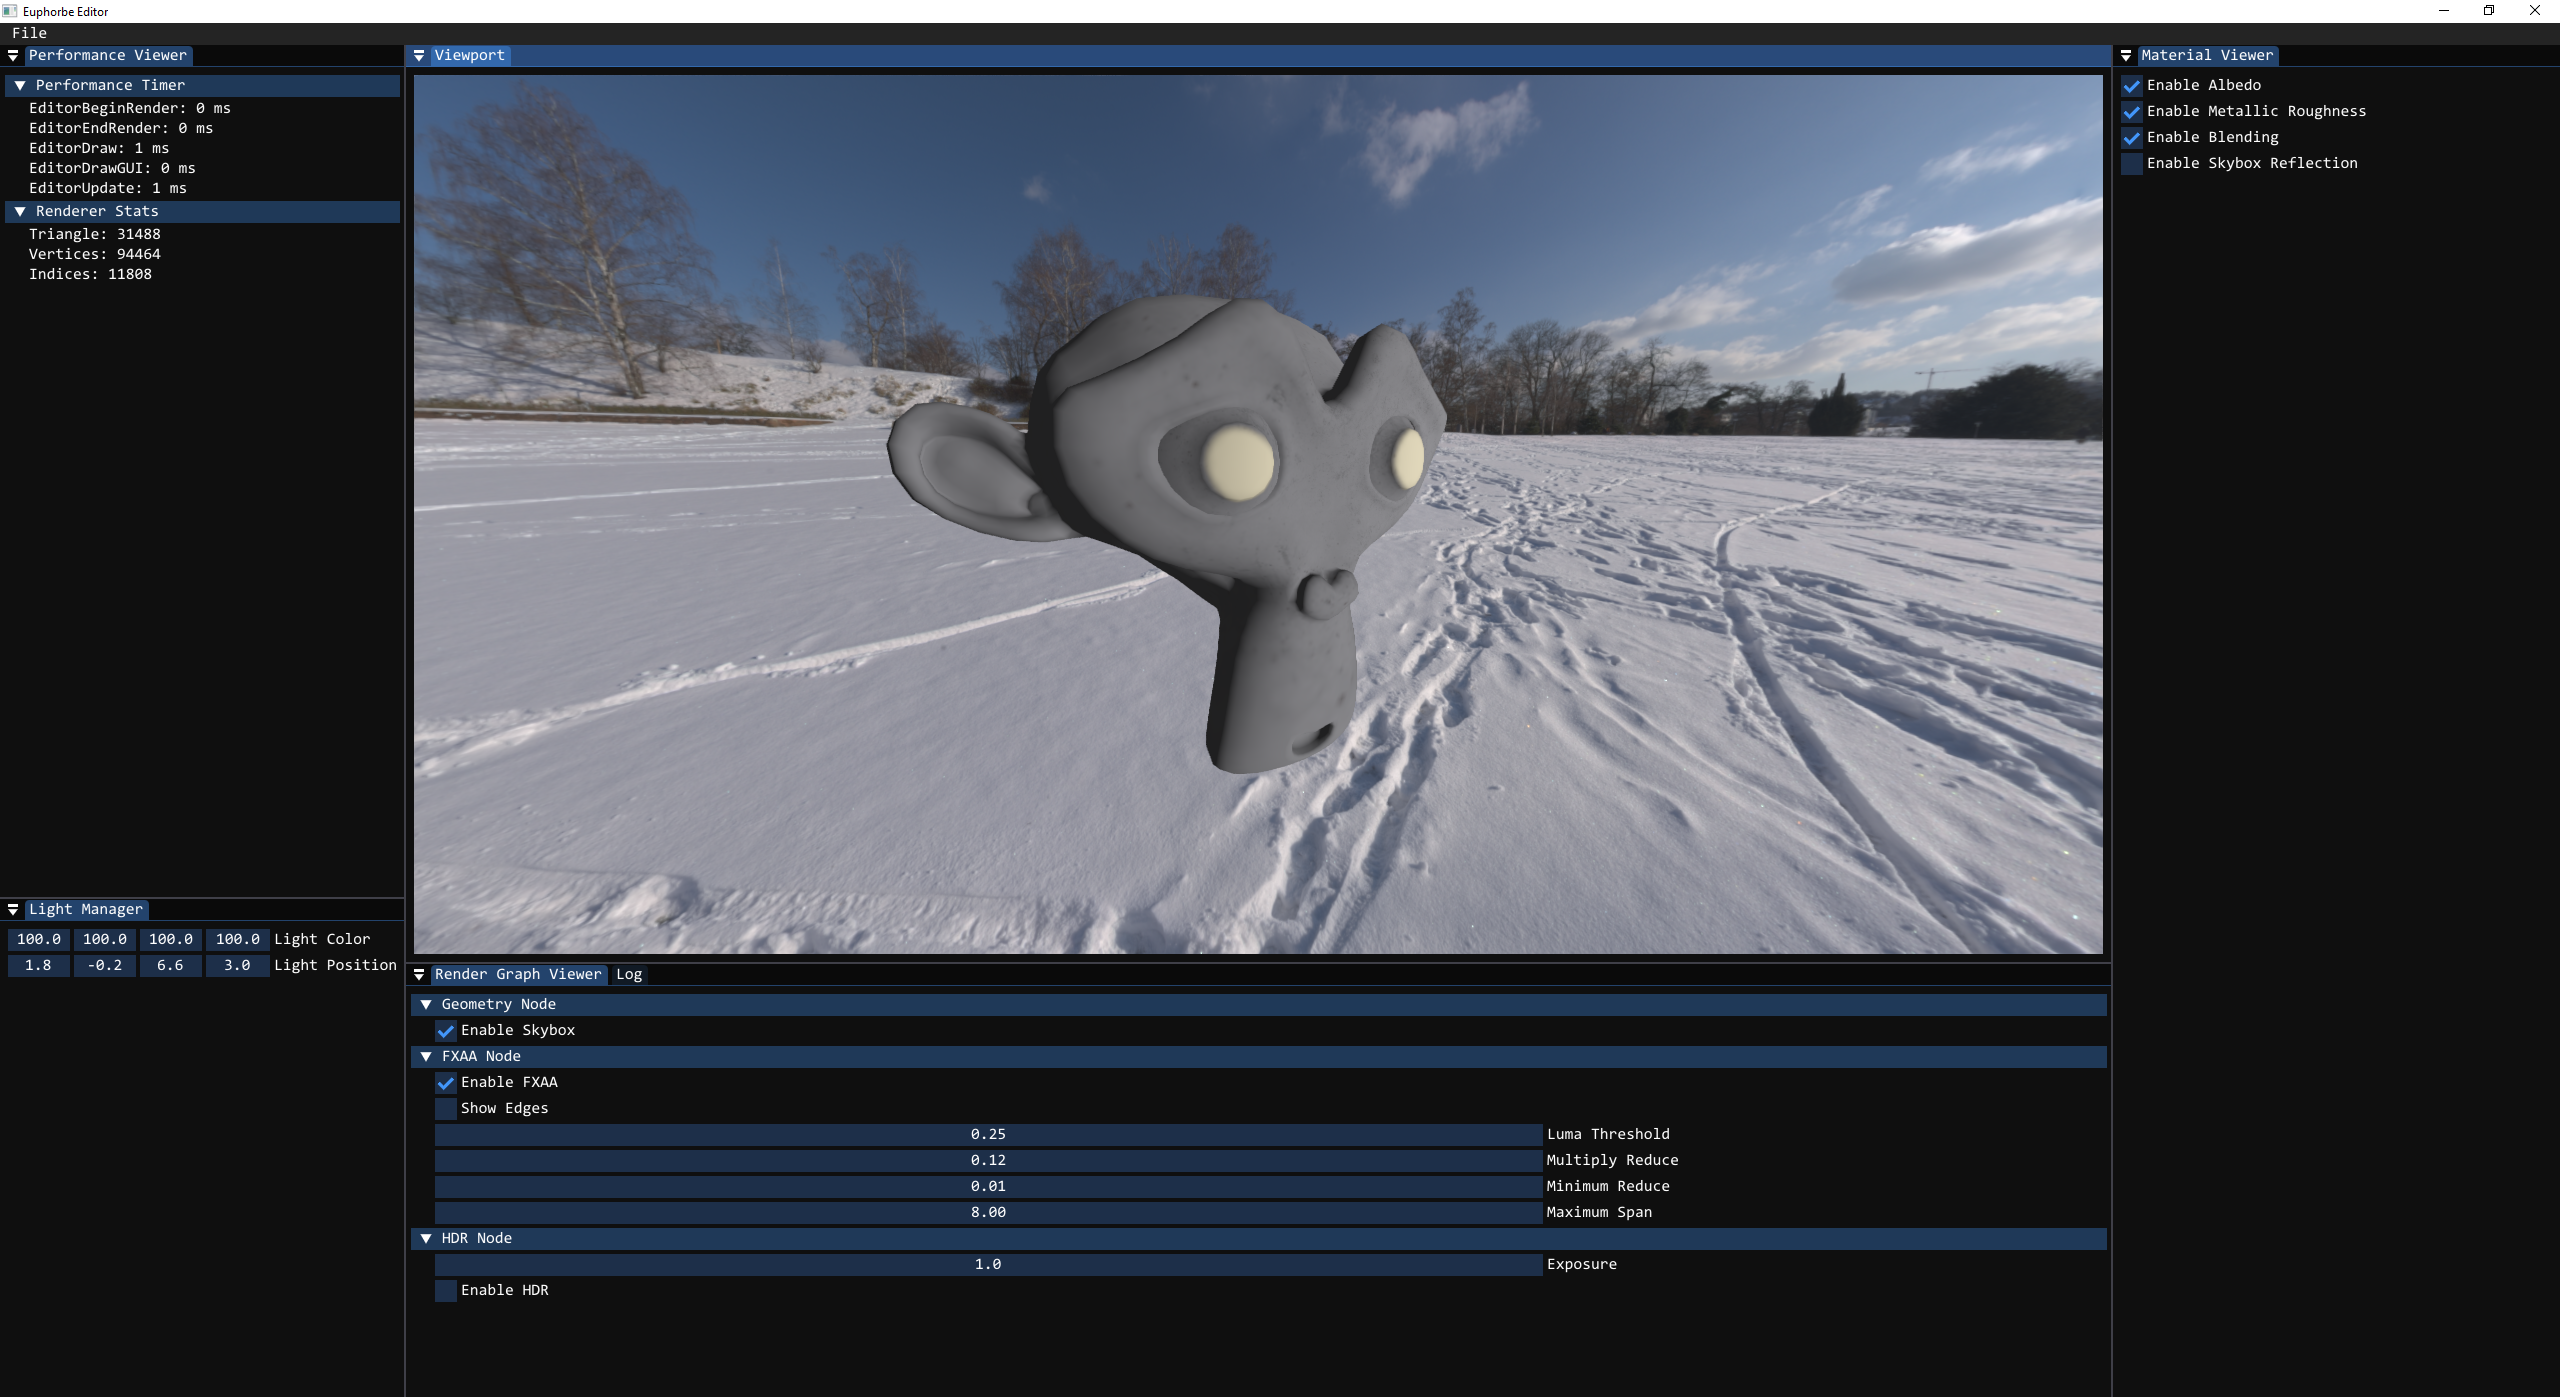 Euphorbe Editor
File
Performance Viewer
Performance Timer
EditorBeginRender: 0 ms
EditorEndRender: 0 ms
EditorDraw: 1 ms
EditorDrawGUI: 0 ms
EditorUpdate: 1 ms
Renderer Stats
Triangle: 31488
Vertices: 94464
Indices: 11808
Light Manager
100.0 100.0 100.0 100.0 Light Color
1.8 -0.2 6.6 3.0 Light Position
Viewport
Render Graph Viewer Log
Geometry Node
Enable Skybox
FXAA Node
Enable FXAA
Show Edges
0.25 Luma Threshold
0.12 Multiply Reduce
0.01 Minimum Reduce
8.00 Maximum Span
HDR Node
1.0 Exposure
Enable HDR
Material Viewer
Enable Albedo
Enable Metallic Roughness
Enable Blending
Enable Skybox Reflection